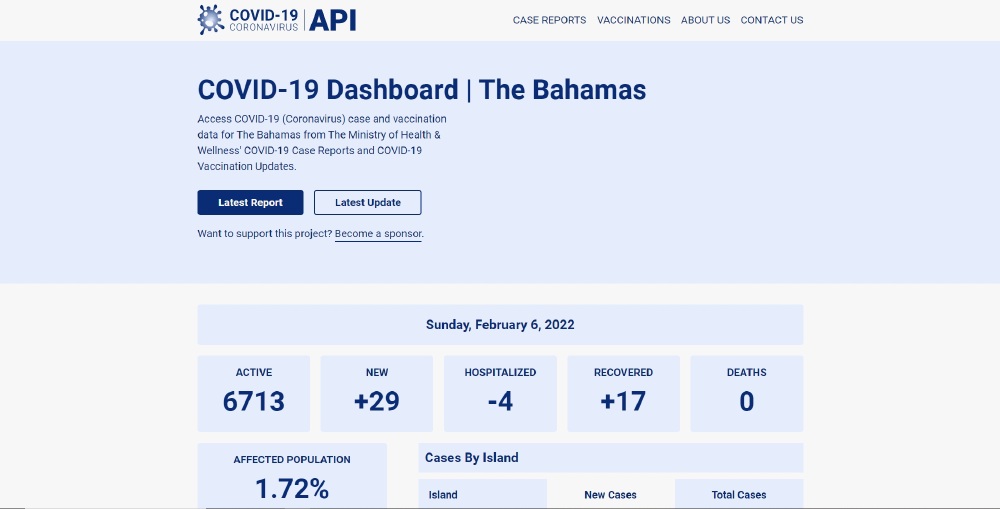 COVID-19
CORONAVIRUS
API
CASE REPORTS VACCINATIONS ABOUT US CONTACT US
COVID-19 Dashboard | The Bahamas
Access COVID-19 (Coronavirus) case and vaccination
data for The Bahamas from The Ministry of Health &
Wellness' COVID-19 Case Reports and COVID-19
Vaccination Updates.
Latest Report Latest Update
Want to support this project? Become a sponsor.
Sunday, February 6, 2022
ACTIVE NEW HOSPITALIZED RECOVERED DEATHS
6713 +29 -4 +17 0
AFFECTED POPULATION
1.72%
Cases By Island
Island New Cases Total Cases